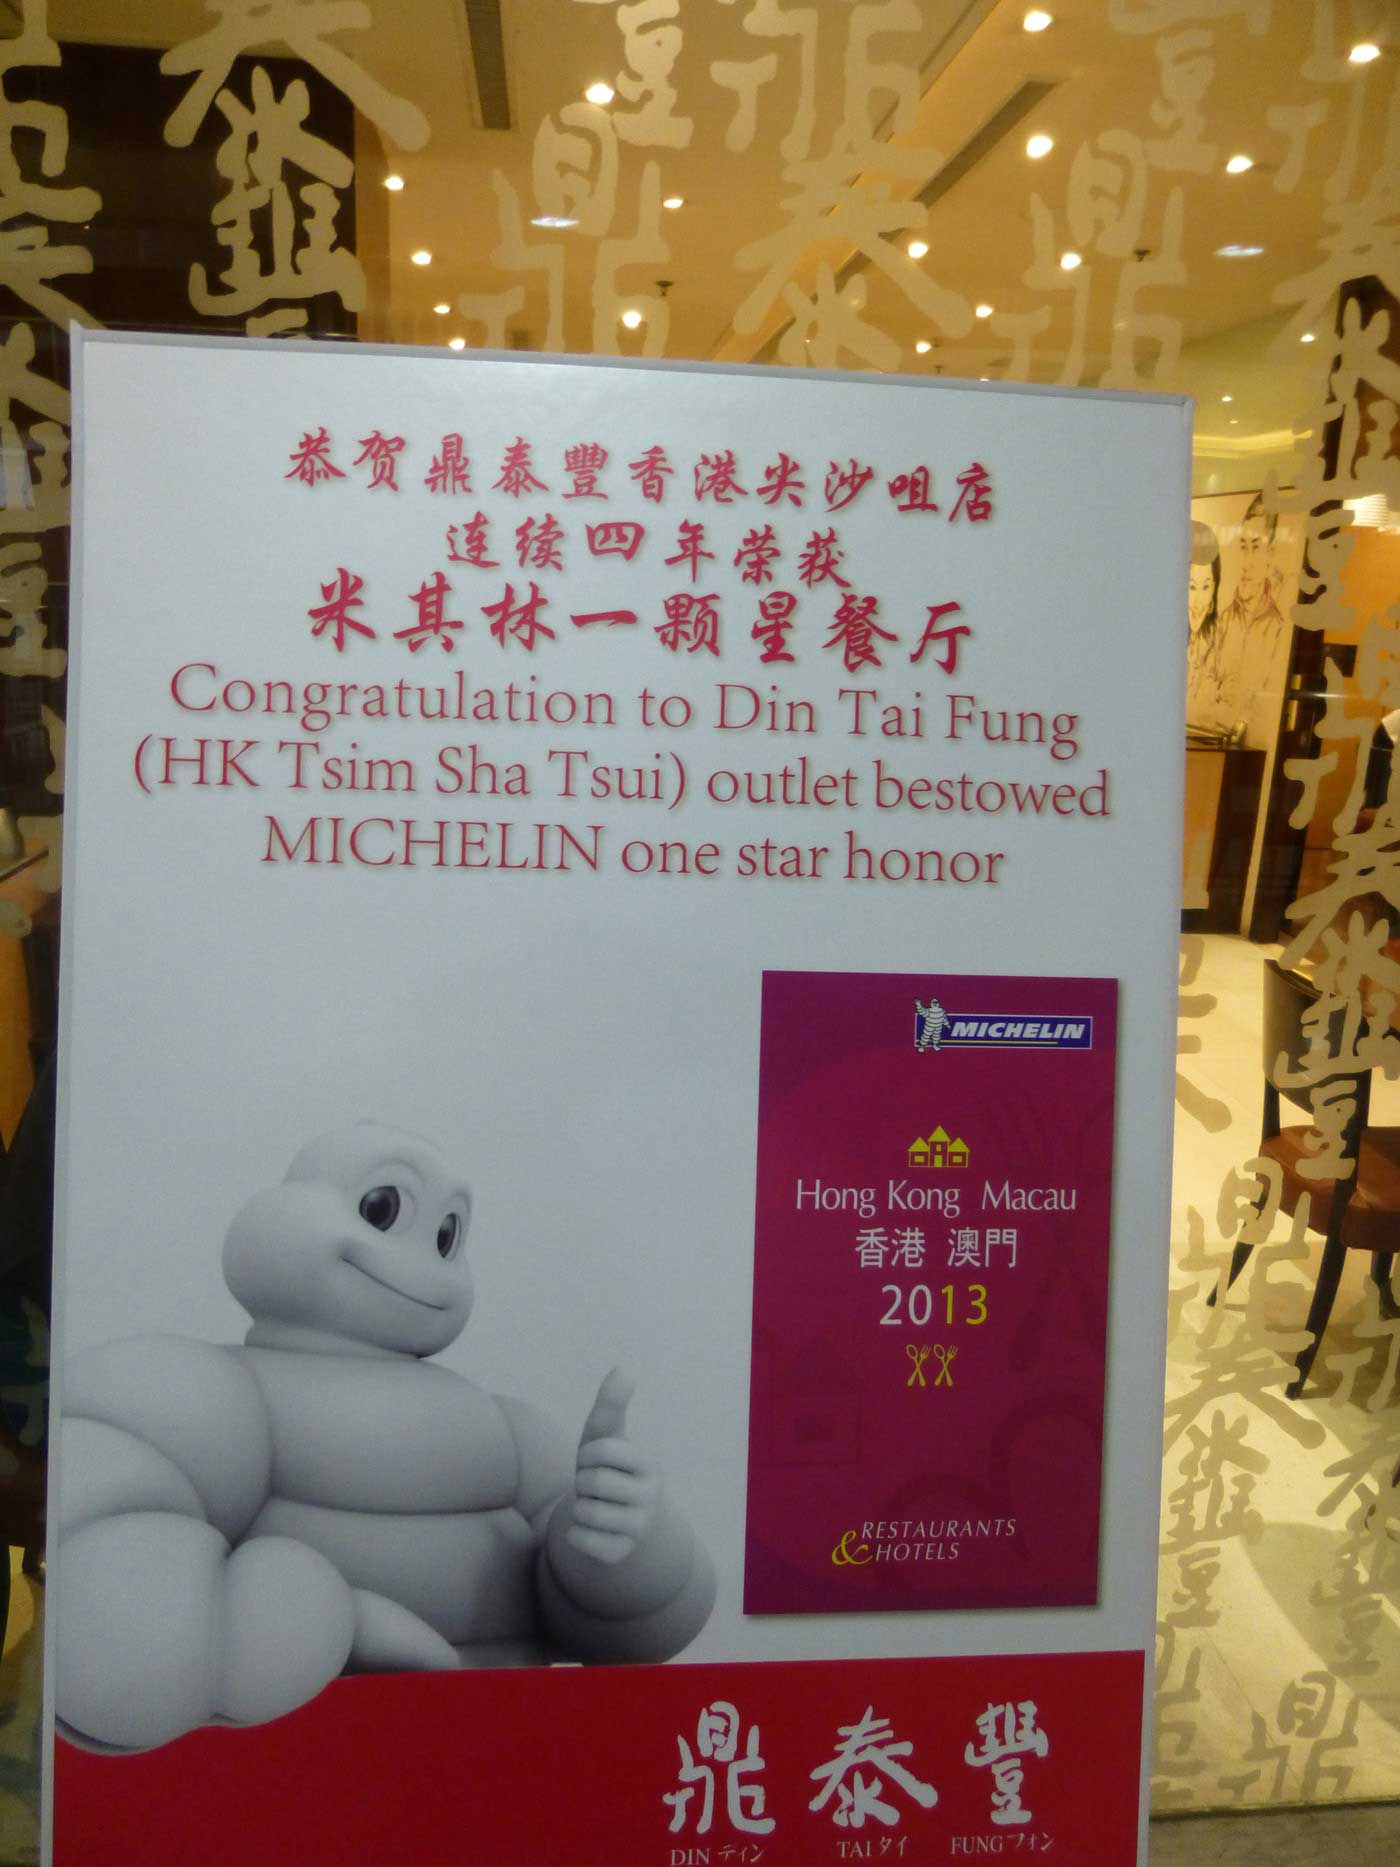 恭贺鼎泰豐香港尖沙咀店
连续四年荣获
米其林一颗星餐厅
Congratulation to Din Tai Fung
(HK Tsim Sha Tsui) outlet bestowed
MICHELIN one star honor
MICHELIN
Hong Kong Macau
香港 澳門
2013
RESTAURANTS
& HOTELS
鼎 泰 豐
DIN ディン TAI タイ FUNG フォン